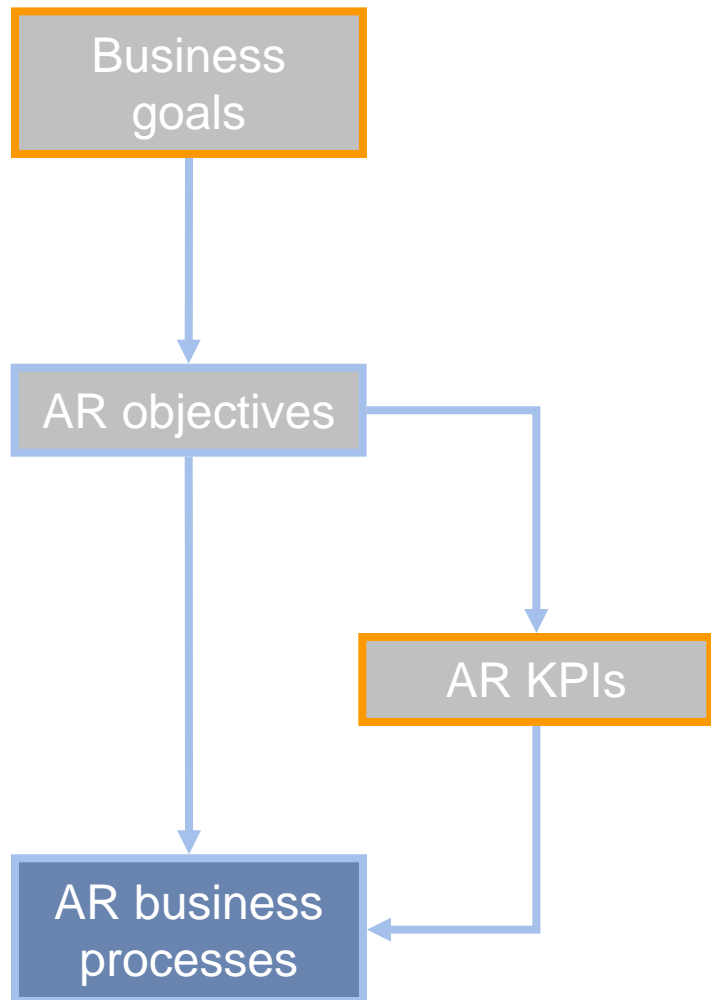 Business
goals
AR objectives
AR KPIs
AR business
processes